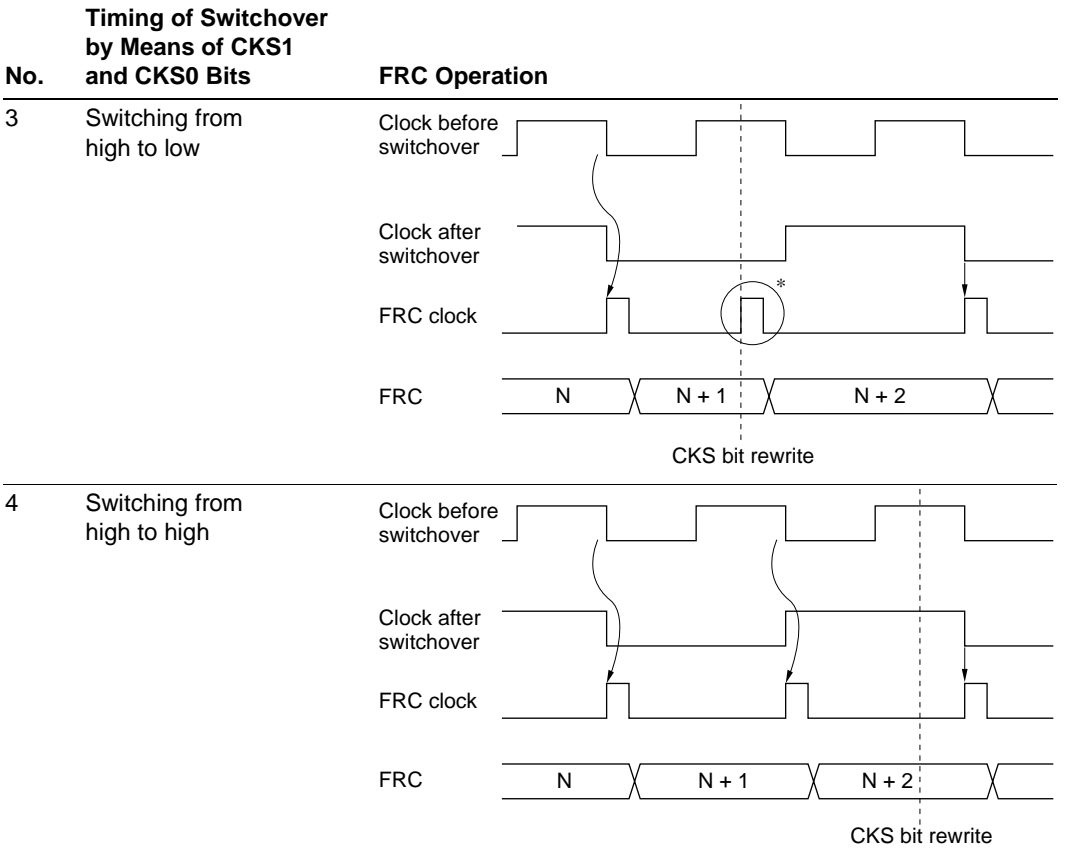 No.
Timing of Switchover
by Means of CKS1
and CKS0 Bits
FRC Operation
3
Switching from
high to low
Clock before
switchover
Clock after
switchover
*
FRC clock
FRC
N
N + 1
N + 2
CKS bit rewrite
4
Switching from
high to high
Clock before
switchover
Clock after
switchover
FRC clock
FRC
N
N + 1
N + 2
CKS bit rewrite